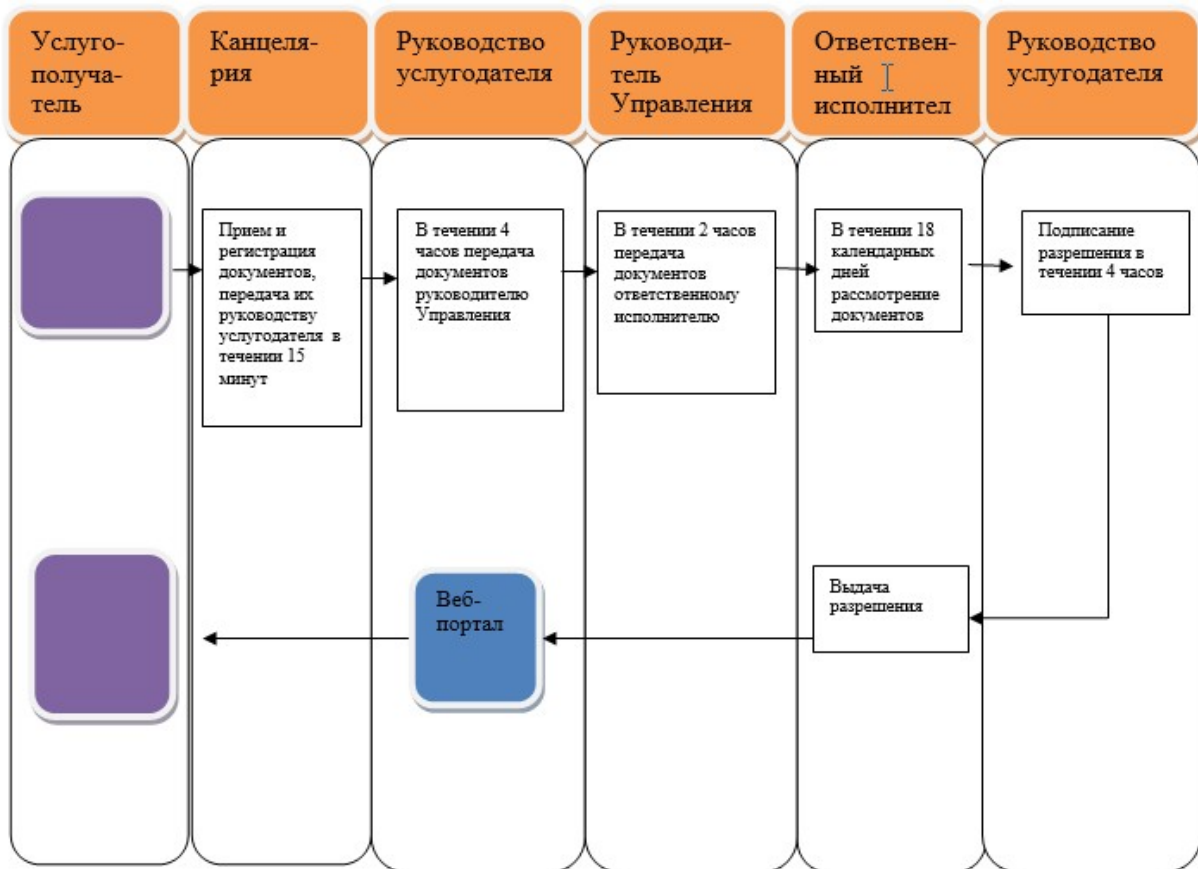 Услуго-
получа-
тель
Канцеля-
рия
Руководство
услугодателя
Руководи-
тель
Управления
Ответствен-
ный
исполнител
Руководство
услугодателя
Прием и
регистрация
документов,
передача их
руководству
услугодателя в
течении 15
минут
В течении 4
часов передача
документов
руководителю
Управления
В течении 2 часов
передача
документов
ответственному
исполнителю
В течении 18
календарных
дней
рассмотрение
документов
Подписание
разрешения в
течении 4 часов
Веб-
портал
Выдача
разрешения